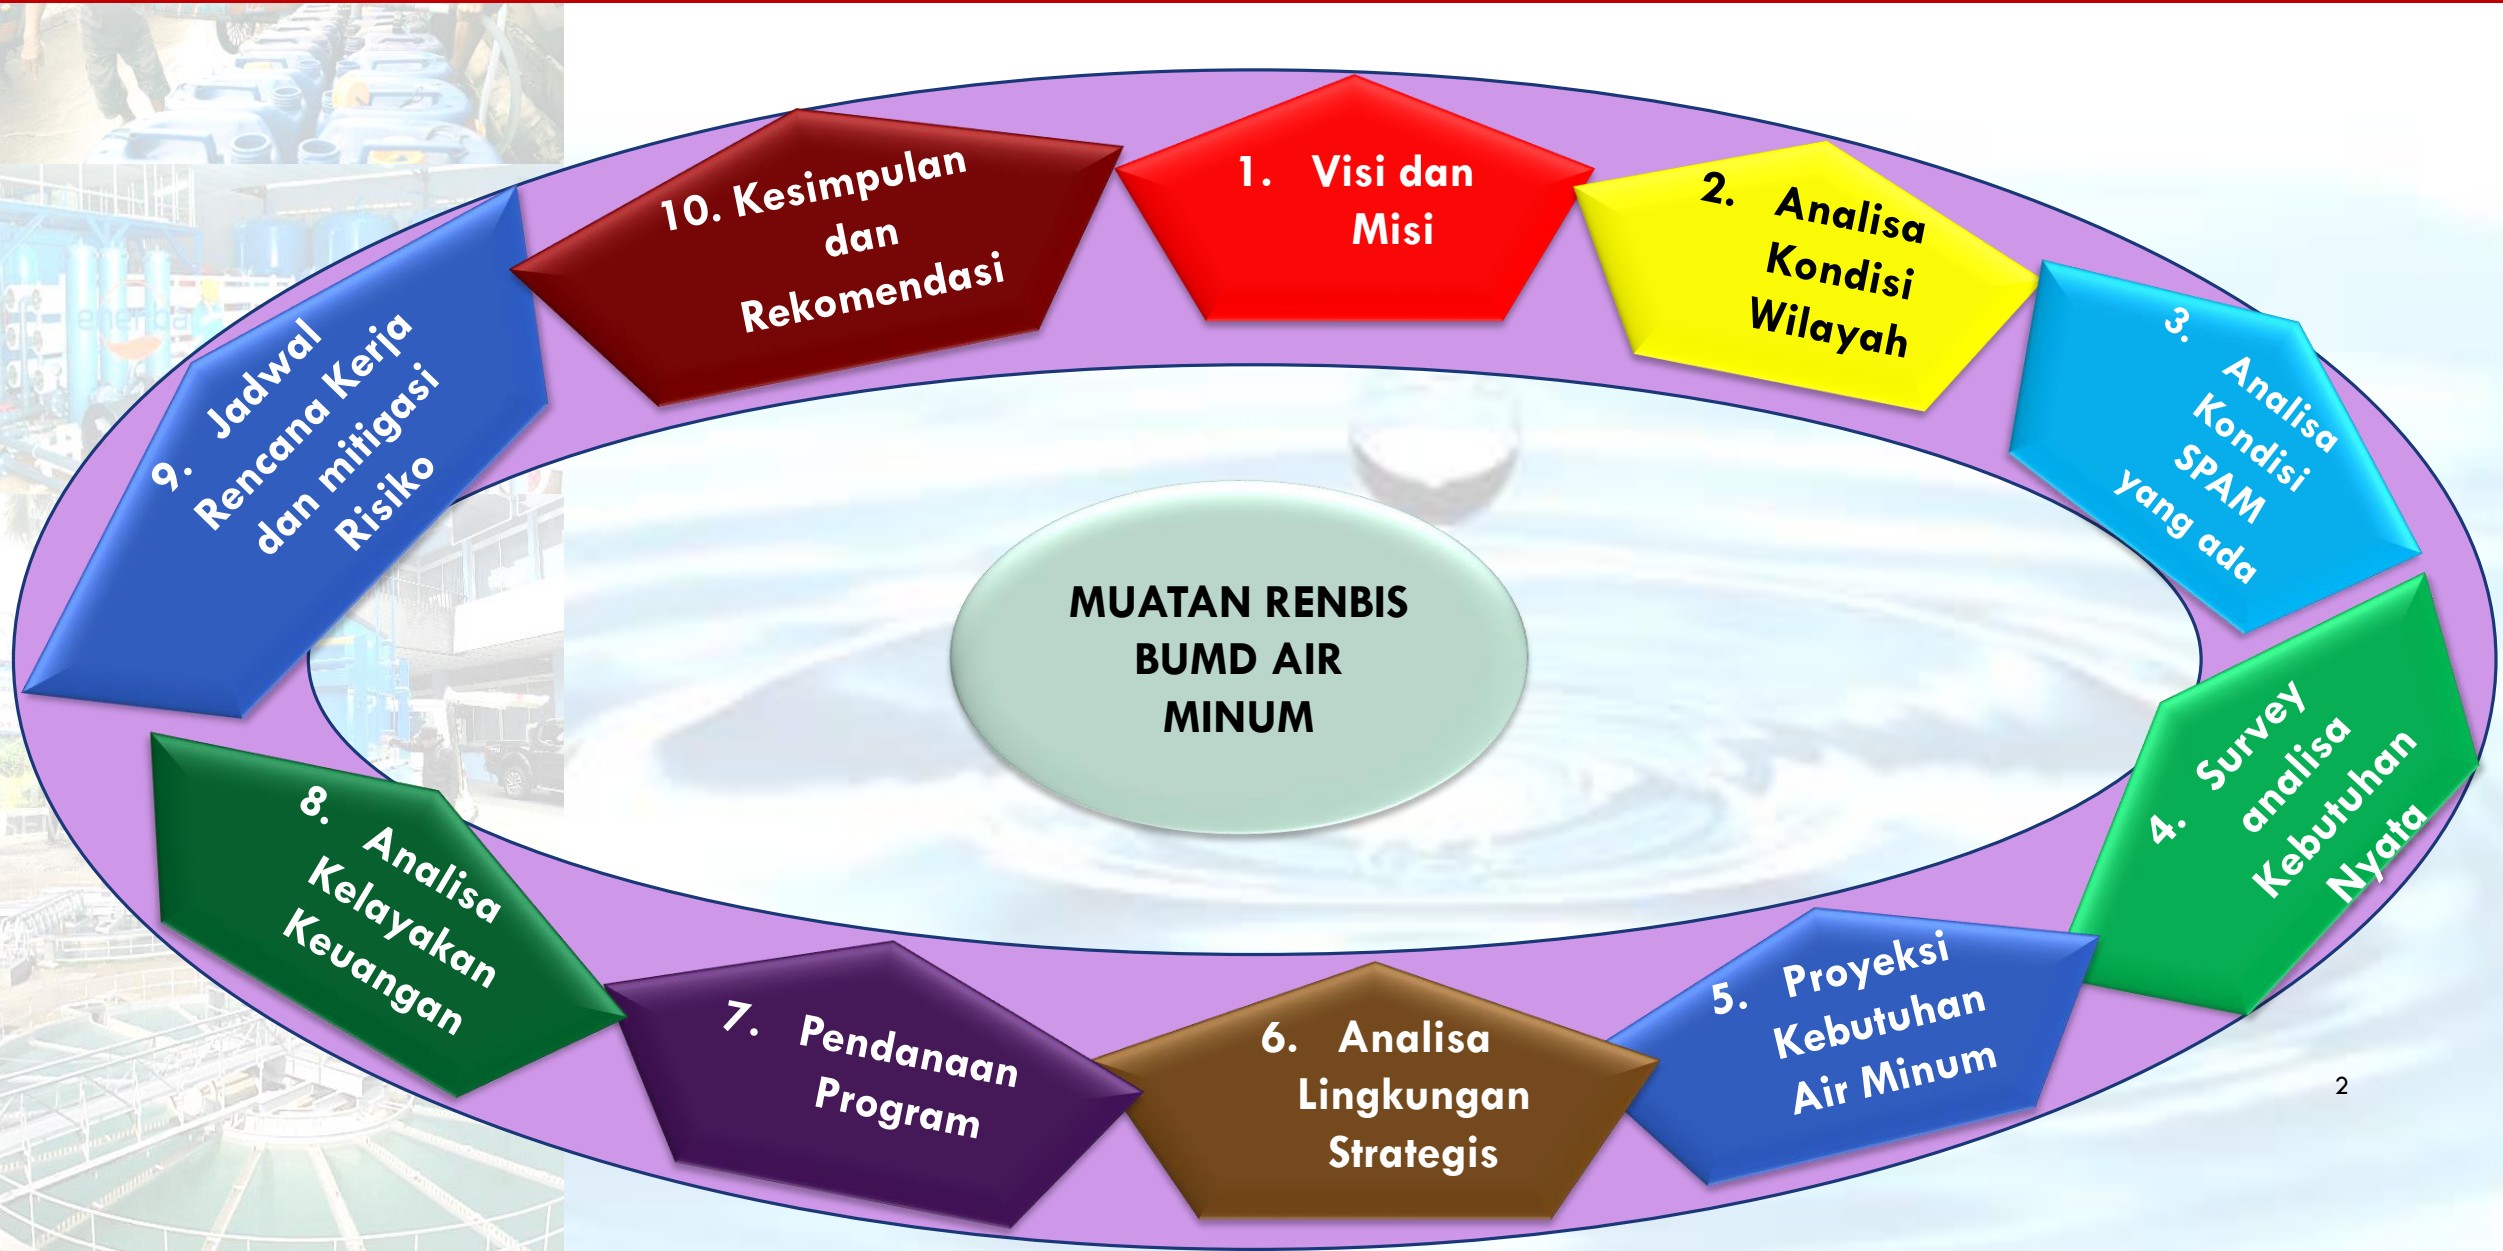 1. Visi dan
Misi
2. Analisa
Kondisi
Wilayah
3. Analisa
Kondisi
SPAM
yang ada
4. Survey
analisa
Kebutuhan
Nyata
5. Proyeksi
Kebutuhan
Air Minum
6. Analisa
Lingkungan
Strategis
7. Pendanaan
Program
8. Analisa
Kelayakan
Keuangan
9. Jadwal
Rencana Kerja
dan mitigasi
Risiko
10. Kesimpulan
dan
Rekomendasi
MUATAN RENBIS
BUMD AIR
MINUM
2